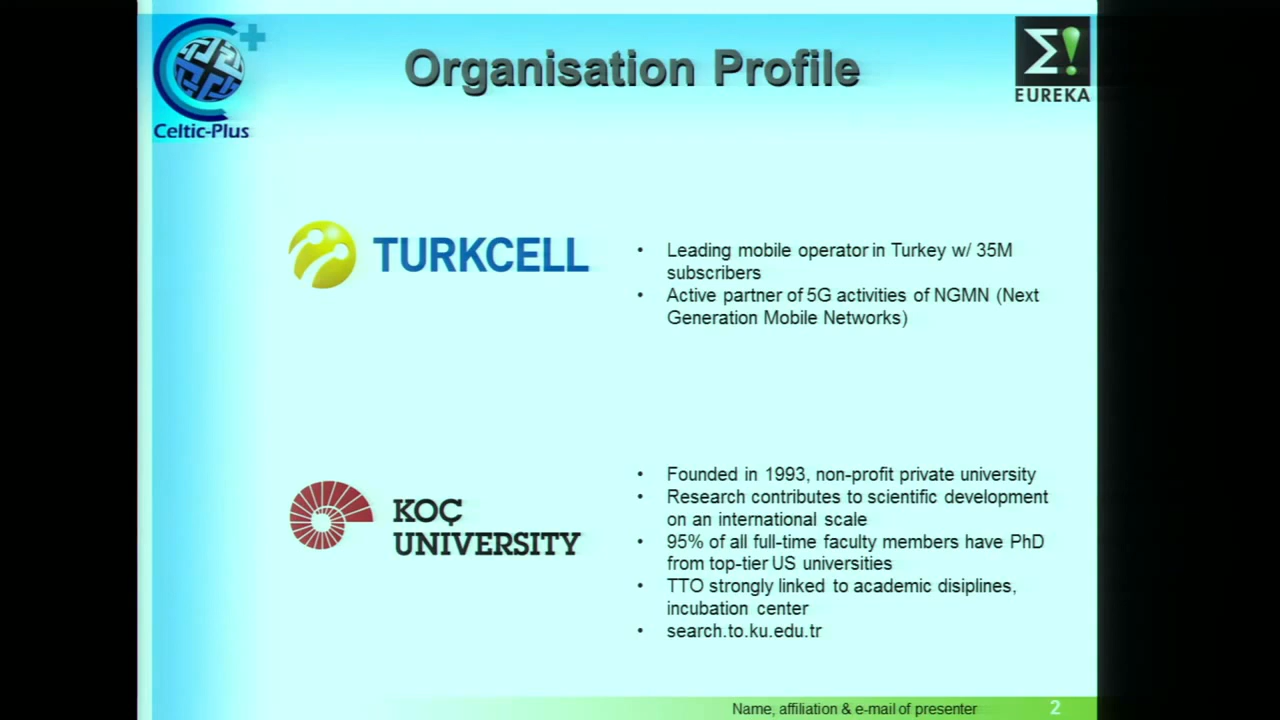 Organisation Profile
Celtic-Plus
EUREKA
TURKCELL
• Leading mobile operator in Turkey w/ 35M
subscribers
• Active partner of 5G activities of NGMN (Next
Generation Mobile Networks)
KOÇ
UNIVERSITY
• Founded in 1993, non-profit private university
• Research contributes to scientific development
on an international scale
• 95% of all full-time faculty members have PhD
from top-tier US universities
• TTO strongly linked to academic disiplines,
incubation center
• search.to.ku.edu.tr
Name, affiliation & e-mail of presenter 2